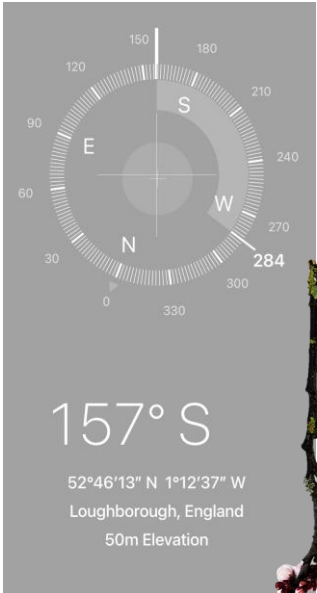 150
180
120
210
S
90
E
240
60
W
270
N
30
284
300
0
330
157° S
52°46′13″ N 1°12′37″ W
Loughborough, England
50m Elevation